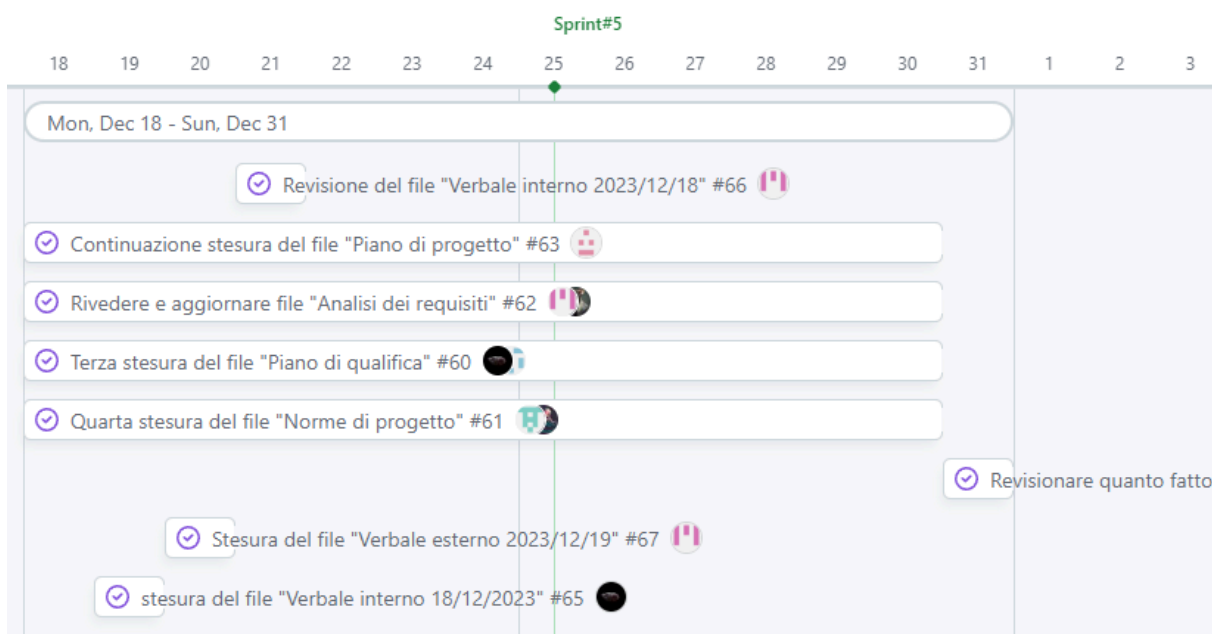 Sprint#5
18 19 20 21 22 23 24 25 26 27 28 29 30 31 1 2 3
Mon, Dec 18 - Sun, Dec 31
Revisione del file "Verbale interno 2023/12/18" #66
Continuazione stesura del file "Piano di progetto" #63
Rivedere e aggiornare file "Analisi dei requisiti" #62
Terza stesura del file "Piano di qualifica" #60
Quarta stesura del file "Norme di progetto" #61
Revisionare quanto fatto
Stesura del file "Verbale esterno 2023/12/19" #67
stesura del file "Verbale interno 18/12/2023" #65